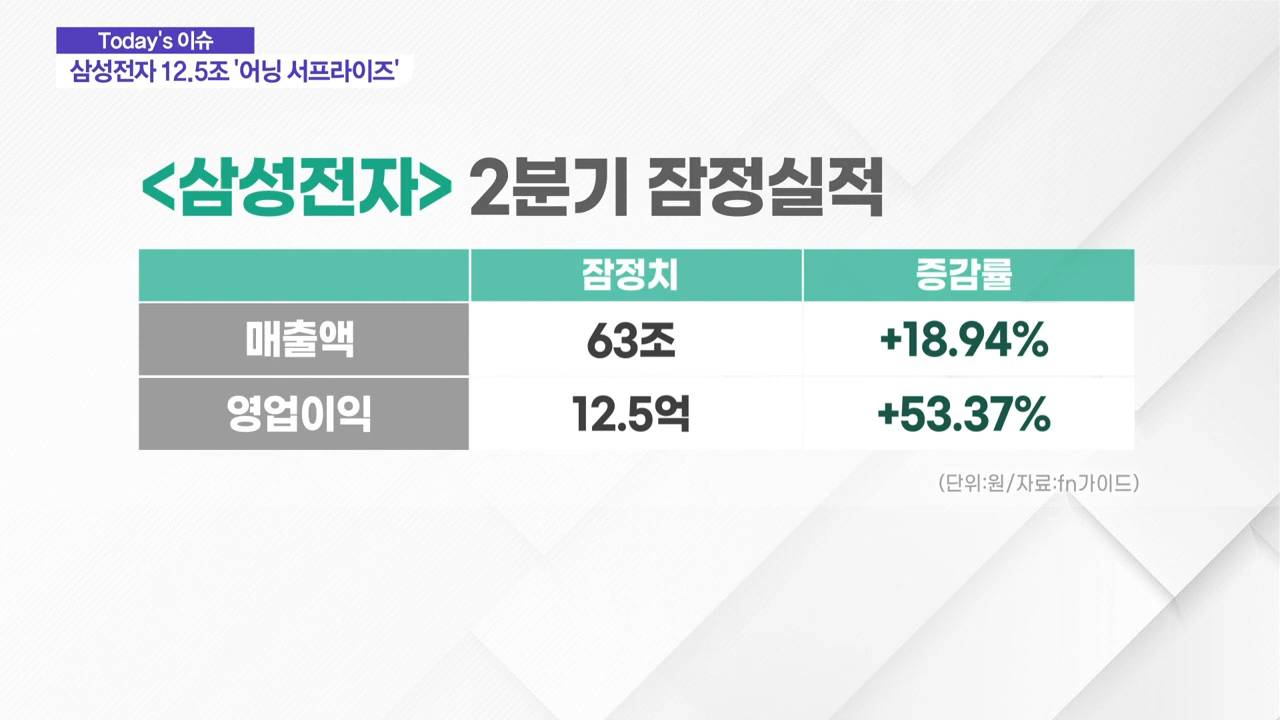 Today's 이슈
삼성전자 12.5조 '어닝 서프라이즈'
<삼성전자> 2분기 잠정실적
잠정치 증감률
매출액 63조 +18.94%
영업이익 12.5억 +53.37%
(단위:원/자료:fn가이드)